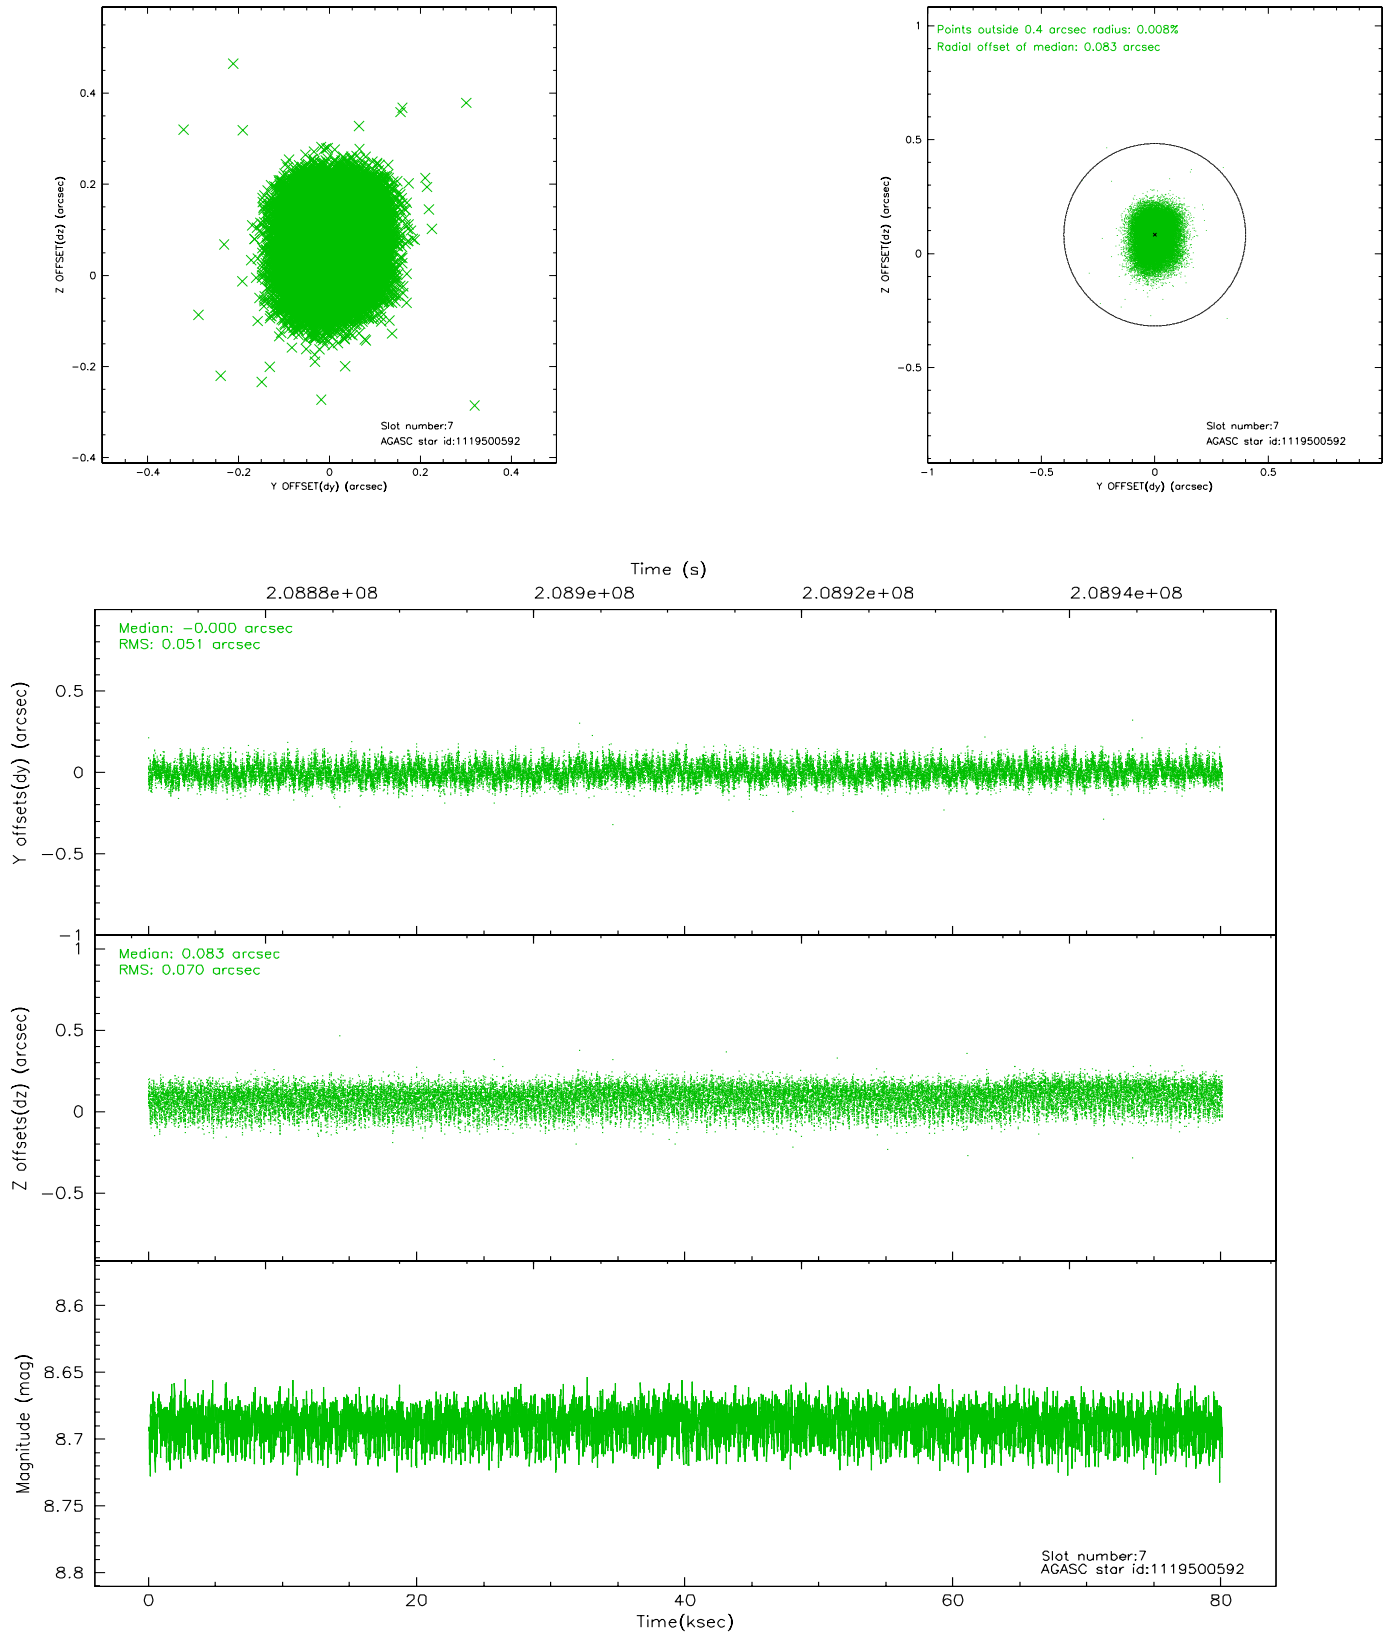 0.4
0.2
0
−0.2
−0.4
Z OFFSET(dz) (arcsec)
Slot number:7
AGASC star id:1119500592
−0.4
−0.2
0
0.2
0.4
Y OFFSET(dy) (arcsec)
Points outside 0.4 arcsec radius: 0.008%
Radial offset of median: 0.083 arcsec
1
0.5
0
−0.5
Z OFFSET(dz) (arcsec)
Slot number:7
AGASC star id:1119500592
−1
−0.5
0
0.5
Y OFFSET(dy) (arcsec)
Time (s)
2.0888e+08
2.089e+08
2.0892e+08
2.0894e+08
Median: −0.000 arcsec
RMS: 0.051 arcsec
0.5
0
−0.5
−1
Y offsets(dy) (arcsec)
Median: 0.083 arcsec
RMS: 0.070 arcsec
1
0.5
0
−0.5
Z offsets(dz) (arcsec)
8.6
8.65
8.7
8.75
8.8
Magnitude (mag)
Slot number:7
AGASC star id:1119500592
0
20
40
60
80
Time(ksec)